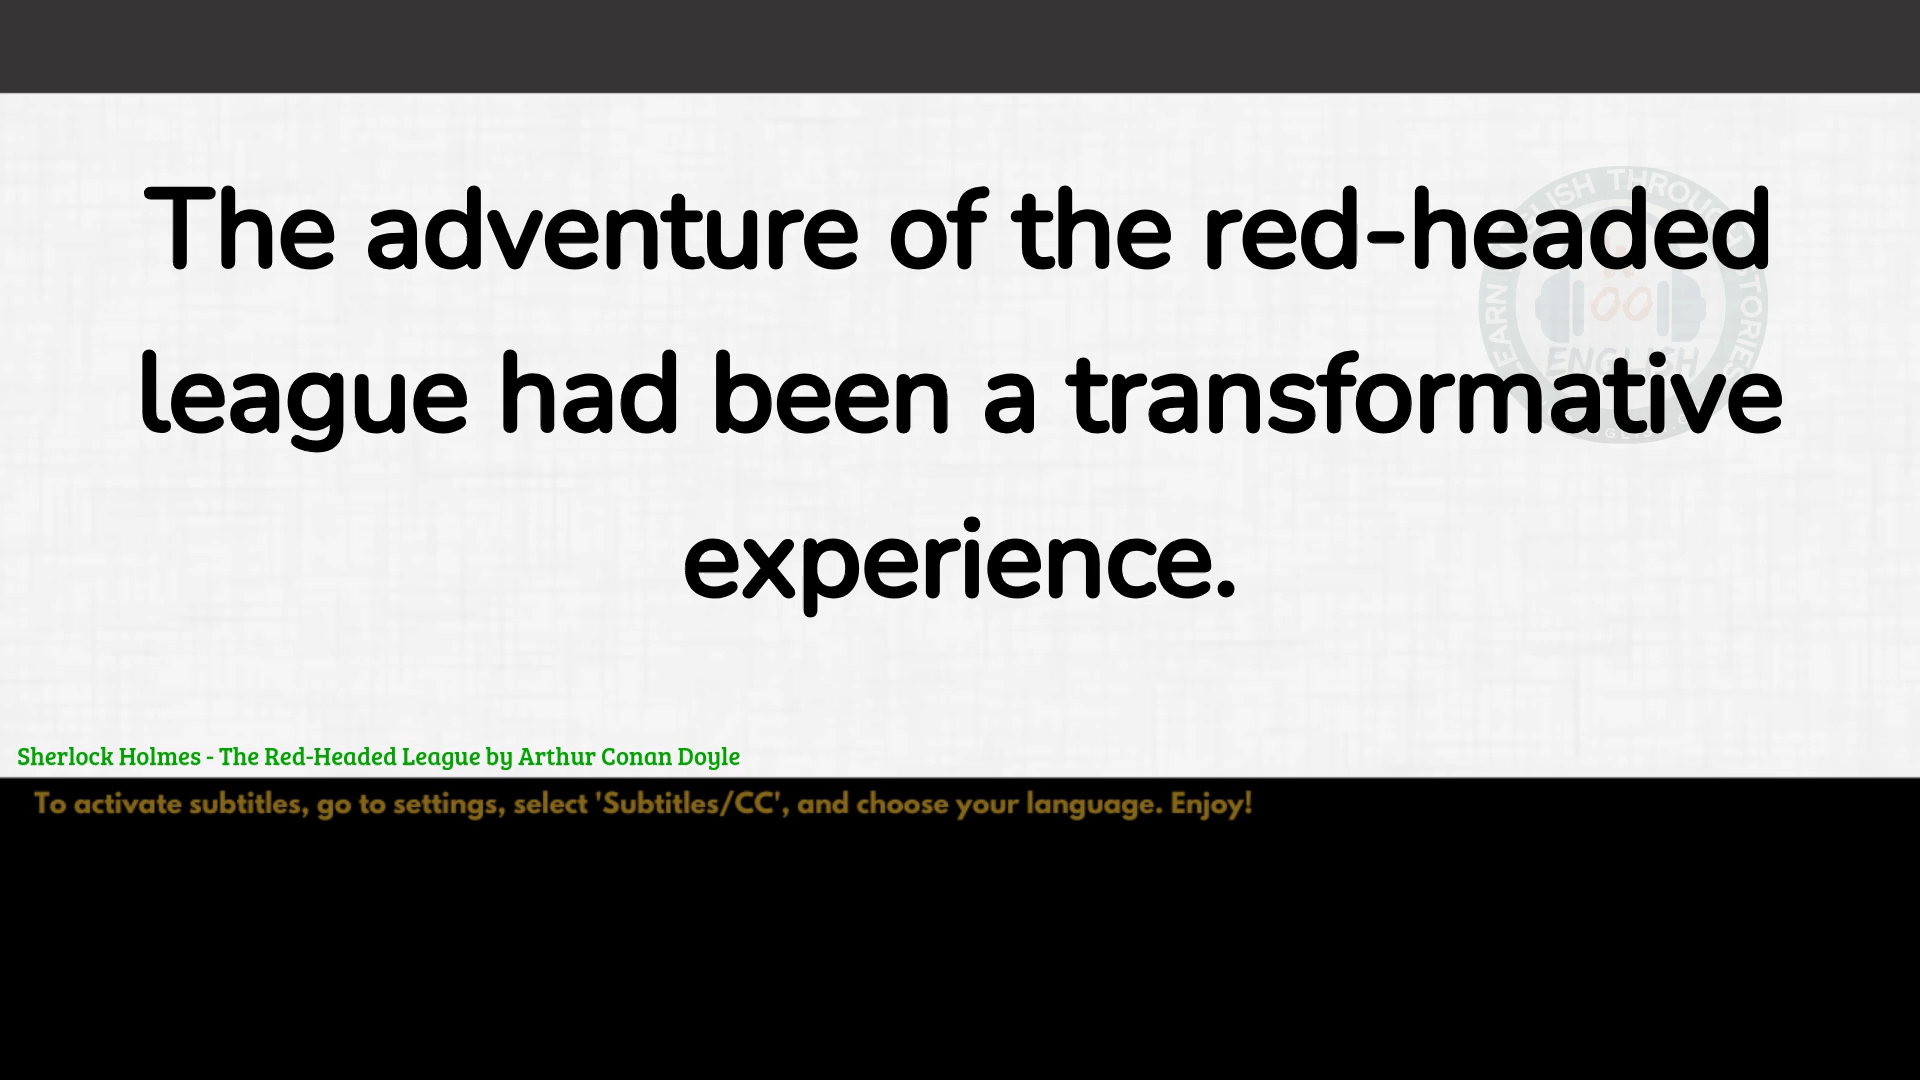 The adventure of the red-headed
league had been a transformative
experience.
ENGLISH
Sherlock Holmes - The Red-Headed League by Arthur Conan Doyle
To activate subtitles, go to settings, select 'Subtitles/CC', and choose your language. Enjoy!